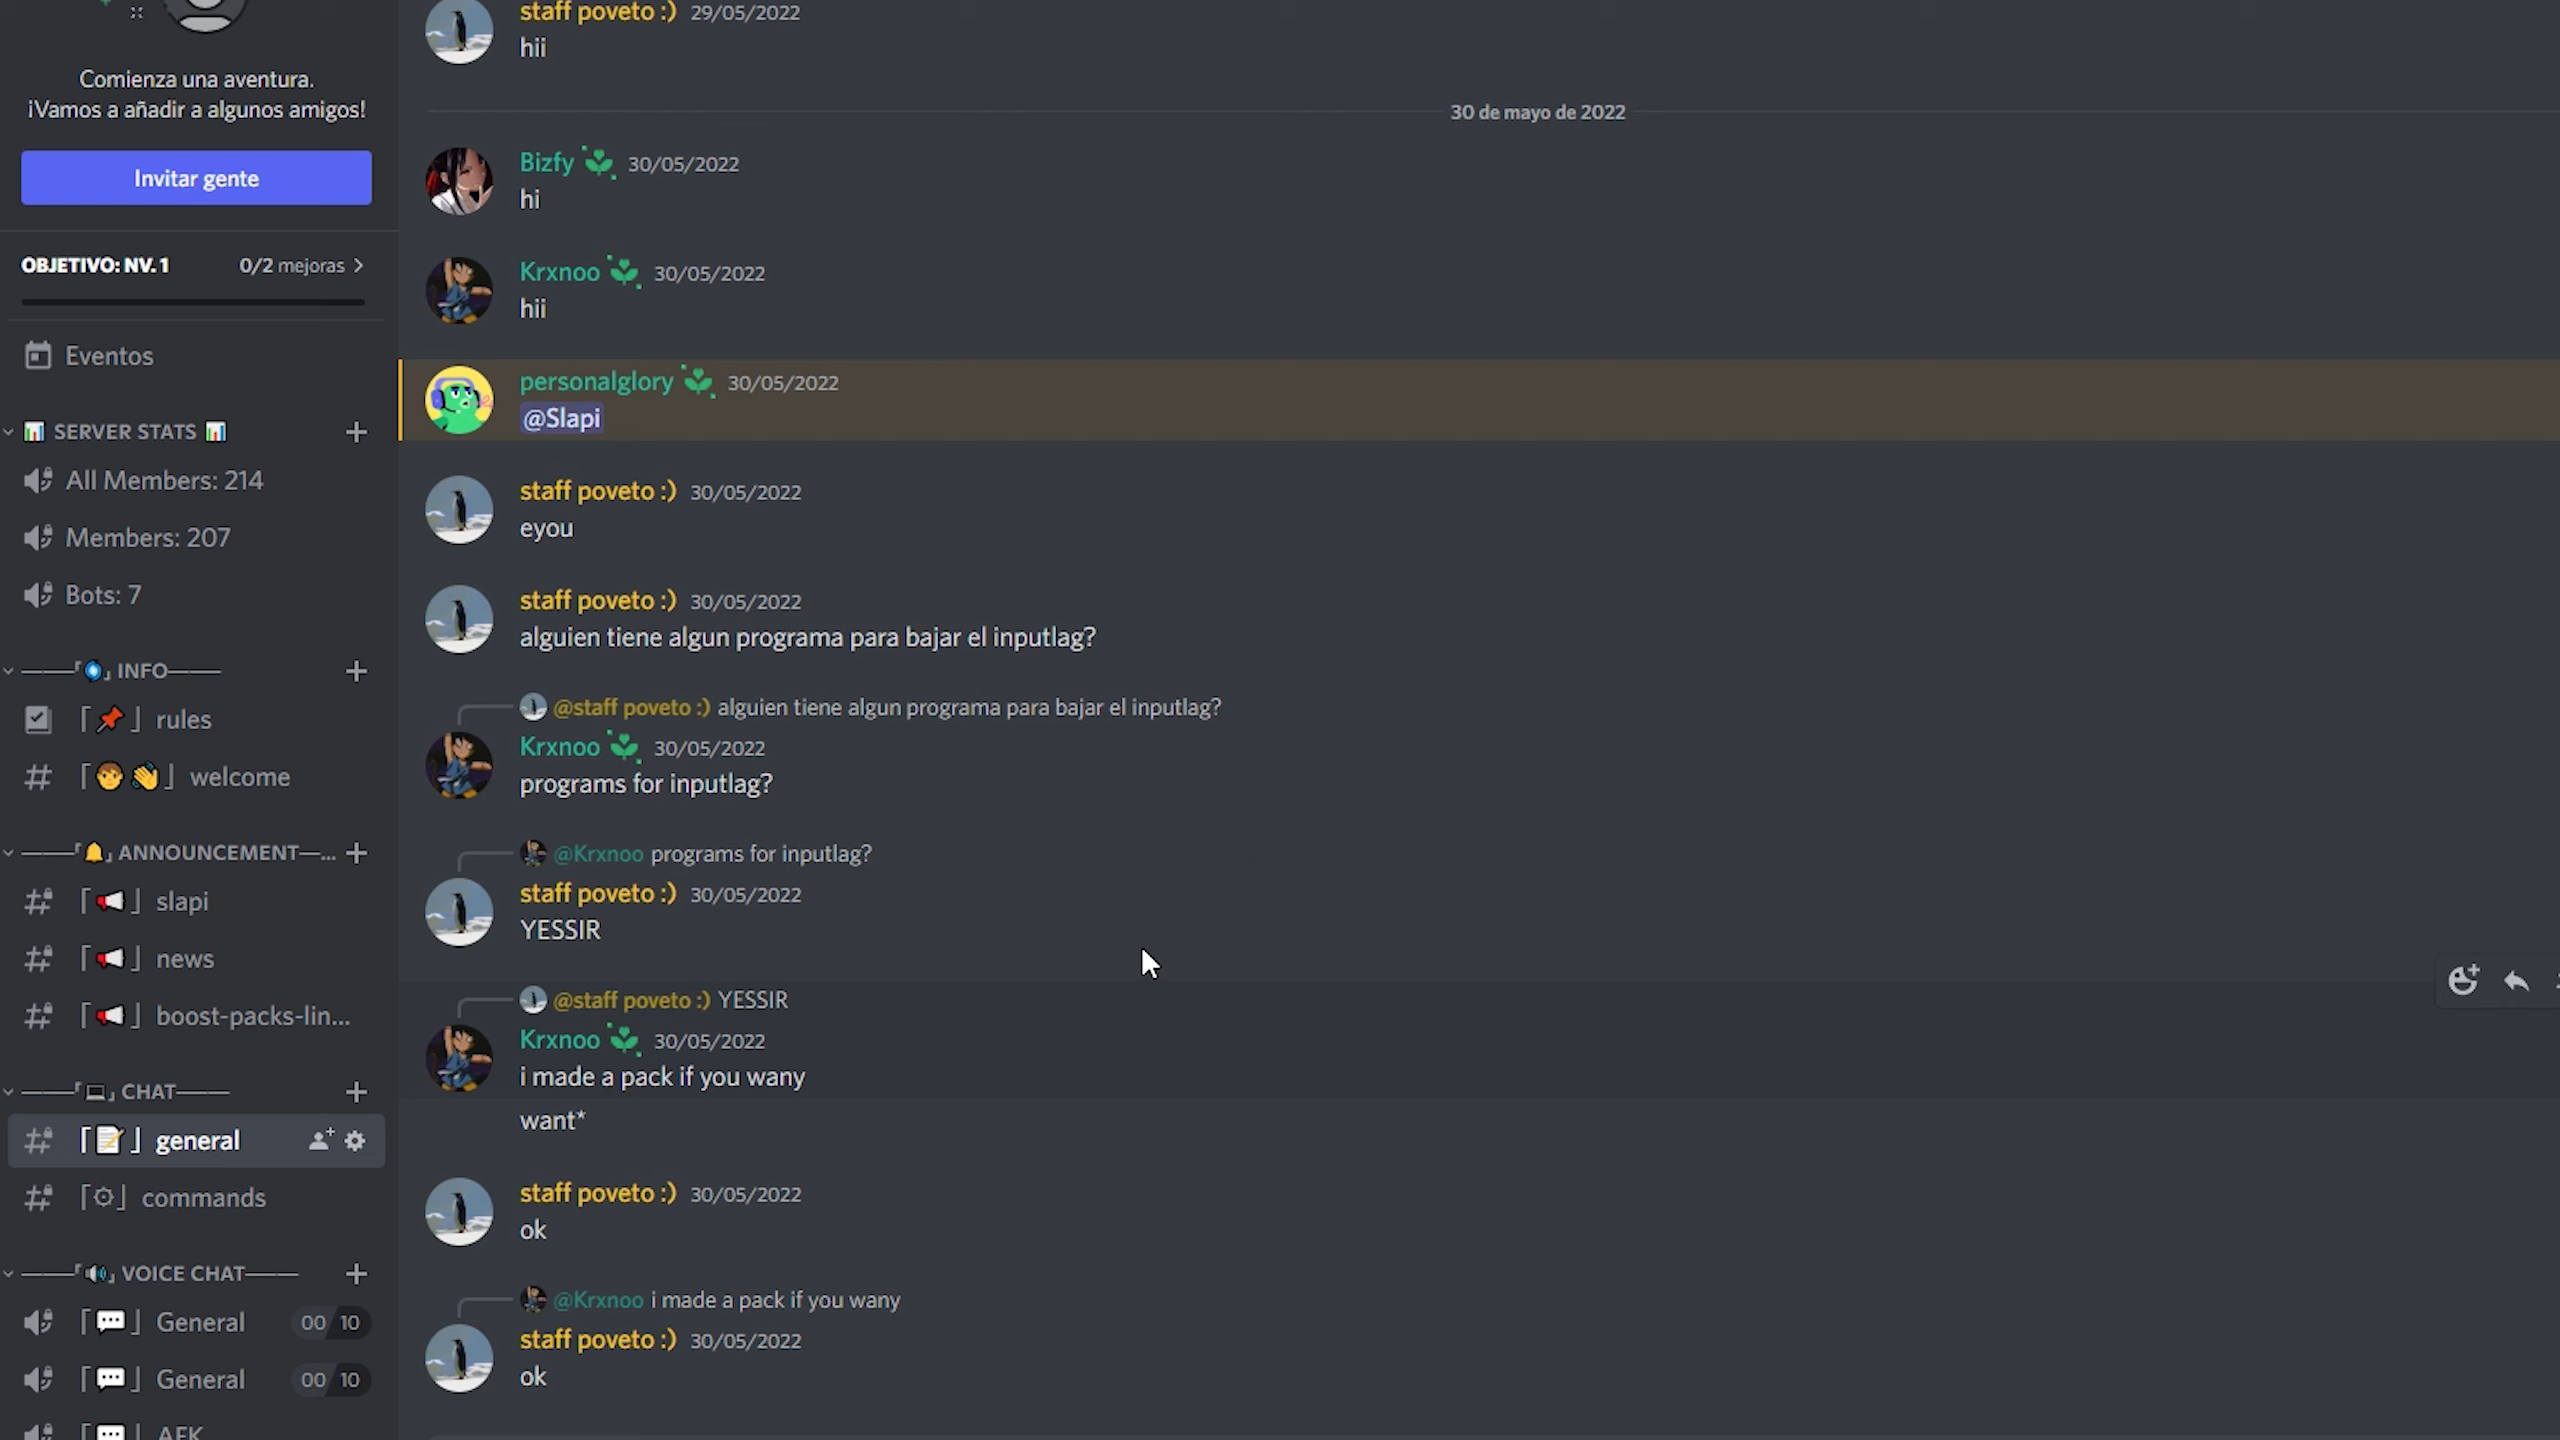 Comienza una aventura.
¡Vamos a añadir a algunos amigos!
Invitar gente
OBJETIVO: NV. 1 0/2 mejoras
Eventos
SERVER STATS
All Members: 214
Members: 207
Bots: 7
INFO
rules
welcome
ANNOUNCEMENT—...
slapi
news
boost-packs-lin...
CHAT
general
commands
VOICE CHAT
General 00 10
General 00 10
AFK
staff poveto :) 29/05/2022
hii
30 de mayo de 2022
Bizfy 30/05/2022
hi
Krxnoo 30/05/2022
hii
personalglory 30/05/2022
@Slapi
staff poveto :) 30/05/2022
eyou
staff poveto :) 30/05/2022
alguien tiene algun programa para bajar el inputlag?
@staff poveto :) alguien tiene algun programa para bajar el inputlag?
Krxnoo 30/05/2022
programs for inputlag?
@Krxnoo programs for inputlag?
staff poveto :) 30/05/2022
YESSIR
@staff poveto :) YESSIR
Krxnoo 30/05/2022
i made a pack if you wany
want*
staff poveto :) 30/05/2022
ok
@Krxnoo i made a pack if you wany
staff poveto :) 30/05/2022
ok